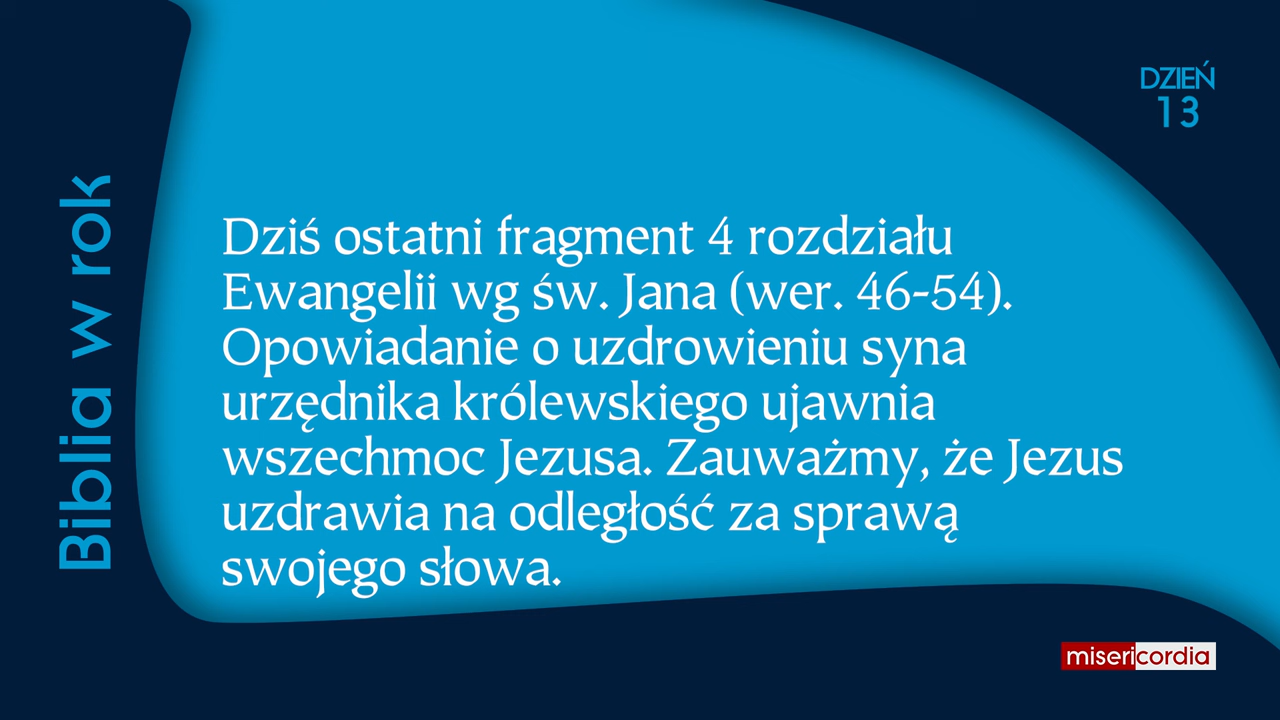 DZIEŃ
13
Biblia w rok
Dziś ostatni fragment 4 rozdziału
Ewangelii wg św. Jana (wer. 46-54).
Opowiadanie o uzdrowieniu syna
urzędnika królewskiego ujawnia
wszechmoc Jezusa. Zauważmy, że Jezus
uzdrawia na odległość za sprawą
swojego słowa.
misericordia